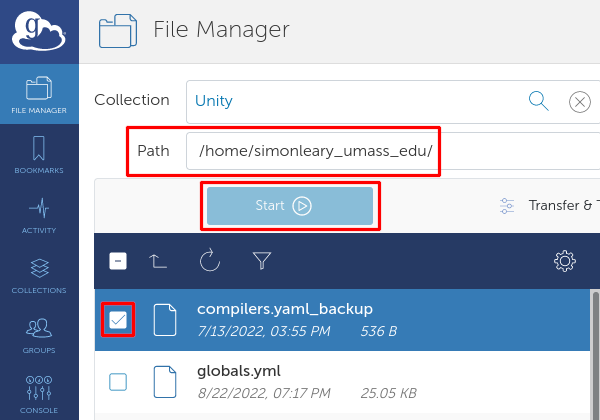 g
File Manager
FILE MANAGER
BOOKMARKS
ACTIVITY
COLLECTIONS
GROUPS
CONSOLE
Collection
Unity
Path
/home/simonleary_umass_edu/
Start
Transfer & T
compilers.yaml_backup
7/13/2022, 03:55 PM 536 B
globals.yml
8/22/2022, 07:17 PM 25.05 KB